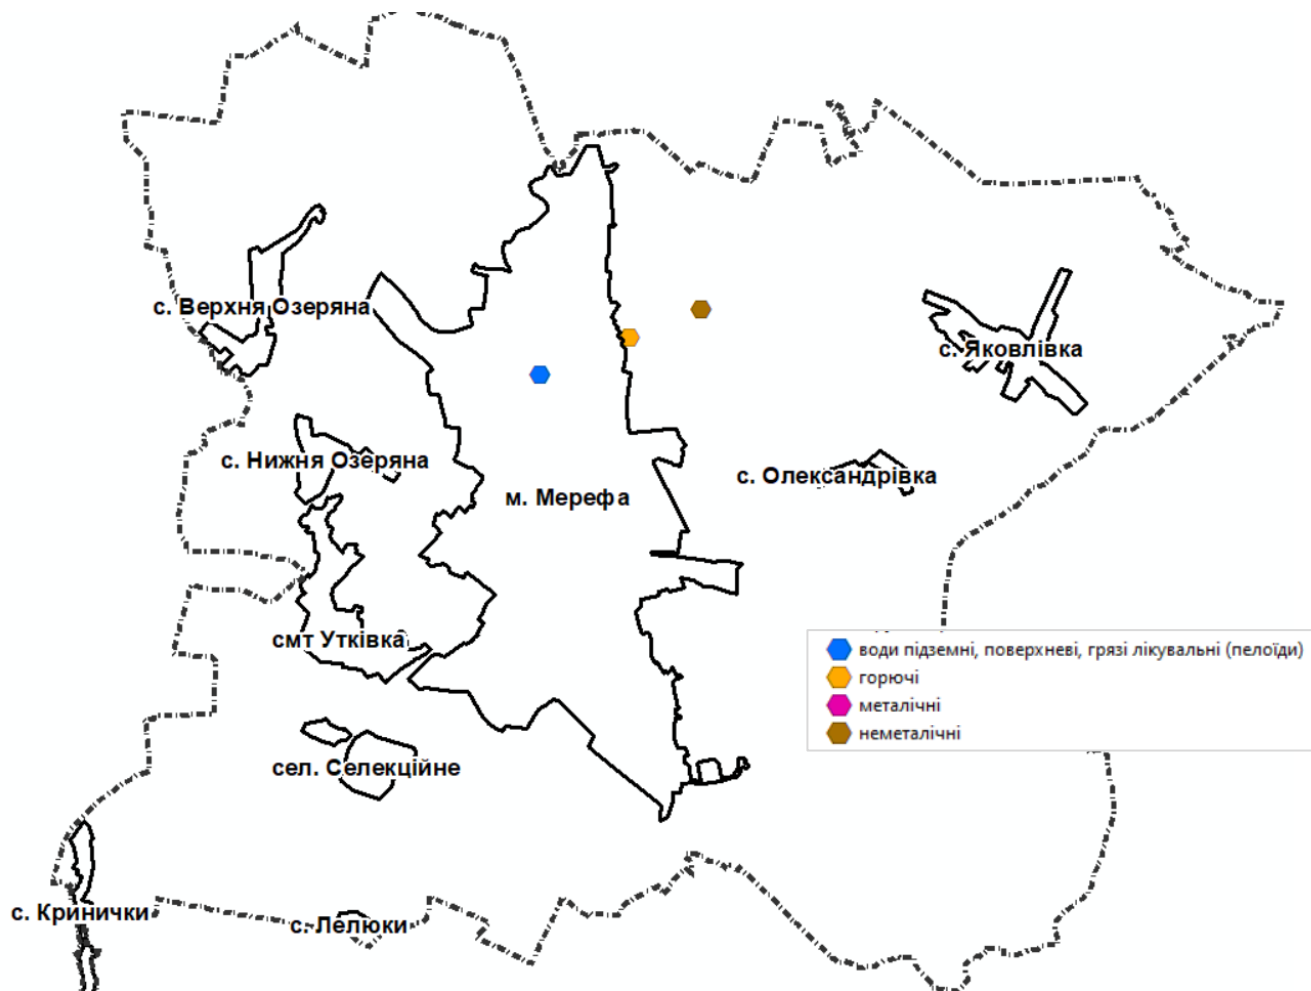 с. Верхня Озеряна
с. Яковлівка
с. Нижня Озеряна
с. Олександрівка
м. Мерефа
смт Утківка
води підземні, поверхневі, грязі лікувальні (пелоїди)
горючі
металічні
неметалічні
сел. Селекційне
с. Кринички
с. Лелюки